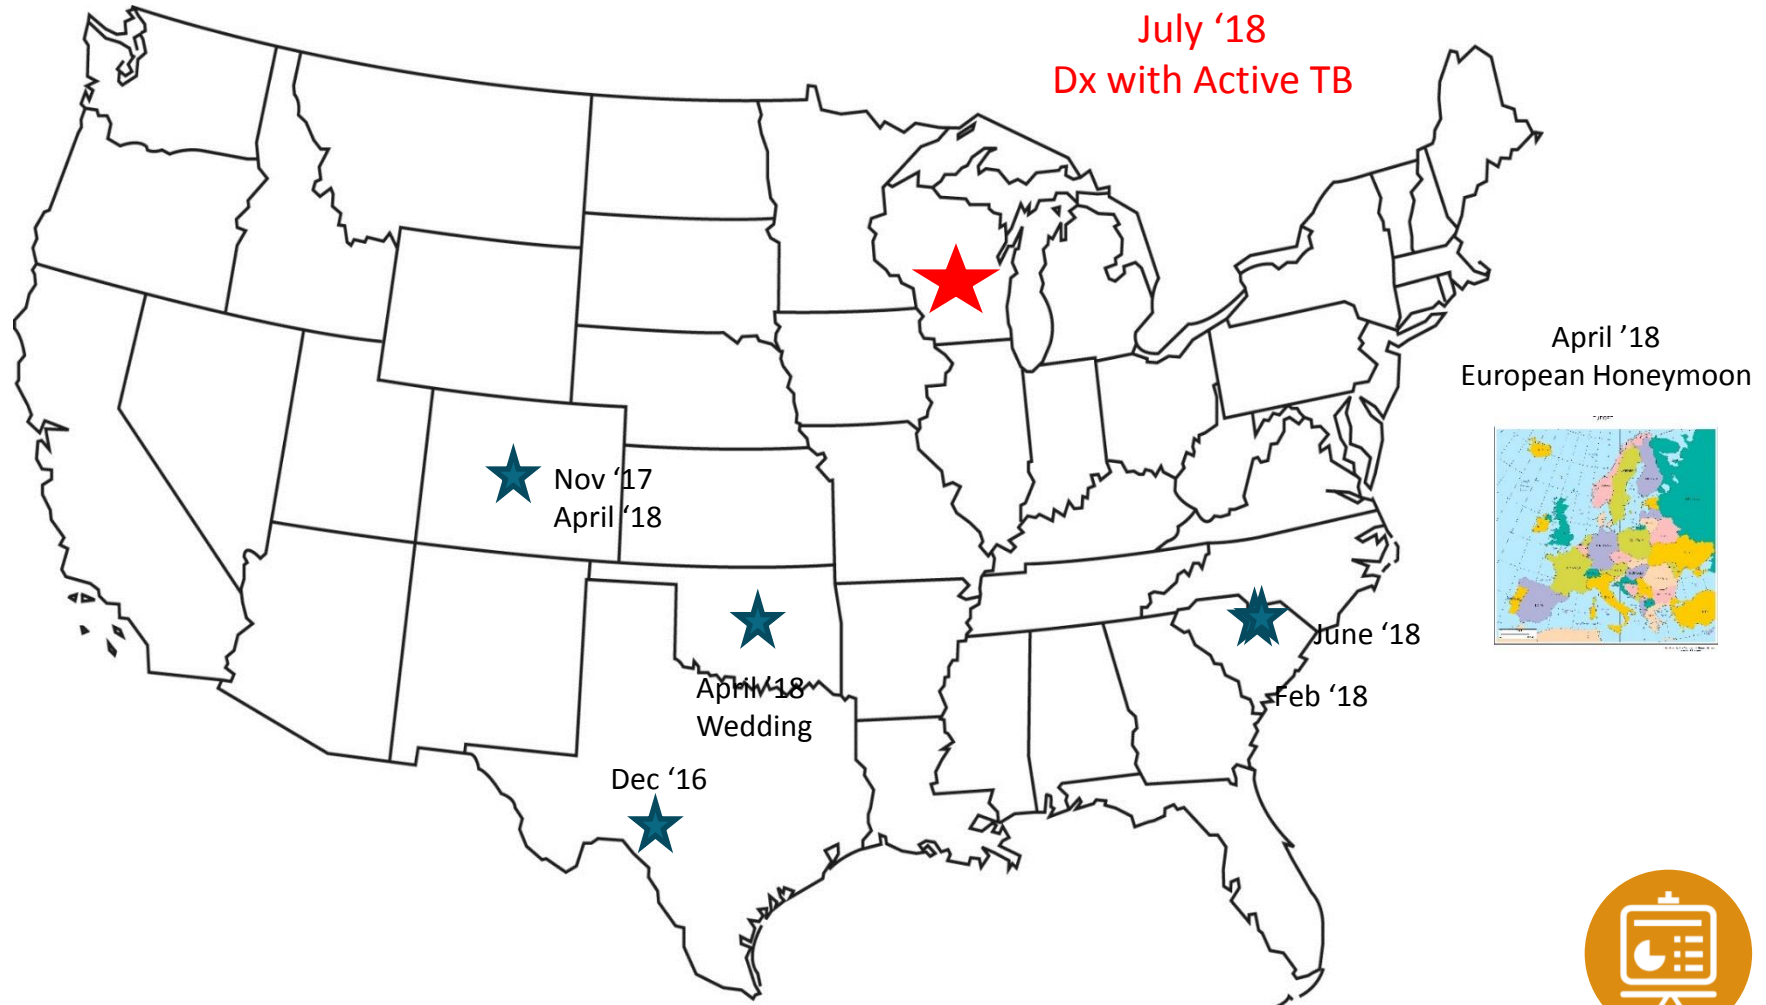 July ‘18
Dx with Active TB
April ’18
European Honeymoon
Nov ‘17
April ‘18
June ‘18
Feb ‘18
April ‘18
Wedding
Dec ‘16